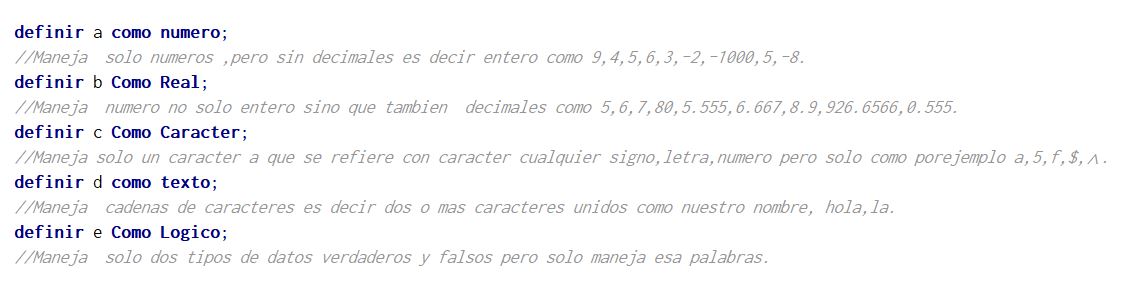 definir a como numero;
//Maneja  solo numeros ,pero sin decimales es decir entero como 9,4,5,6,3,-2,-1000,5,-8.
definir b Como Real;
//Maneja  numero no solo entero sino que tambien  decimales como 5,6,7,80,5.555,6.667,8.9,926.6566,0.555.
definir c Como Caracter;
//Maneja solo un caracter a que se refiere con caracter cualquier signo,letra,numero pero solo como porejemplo a,5,f,$,^.
definir d como texto;
//Maneja  cadenas de caracteres es decir dos o mas caracteres unidos como nuestro nombre, hola,la.
definir e Como Logico;
//Maneja  solo dos tipos de datos verdaderos y falsos pero solo maneja esa palabras.